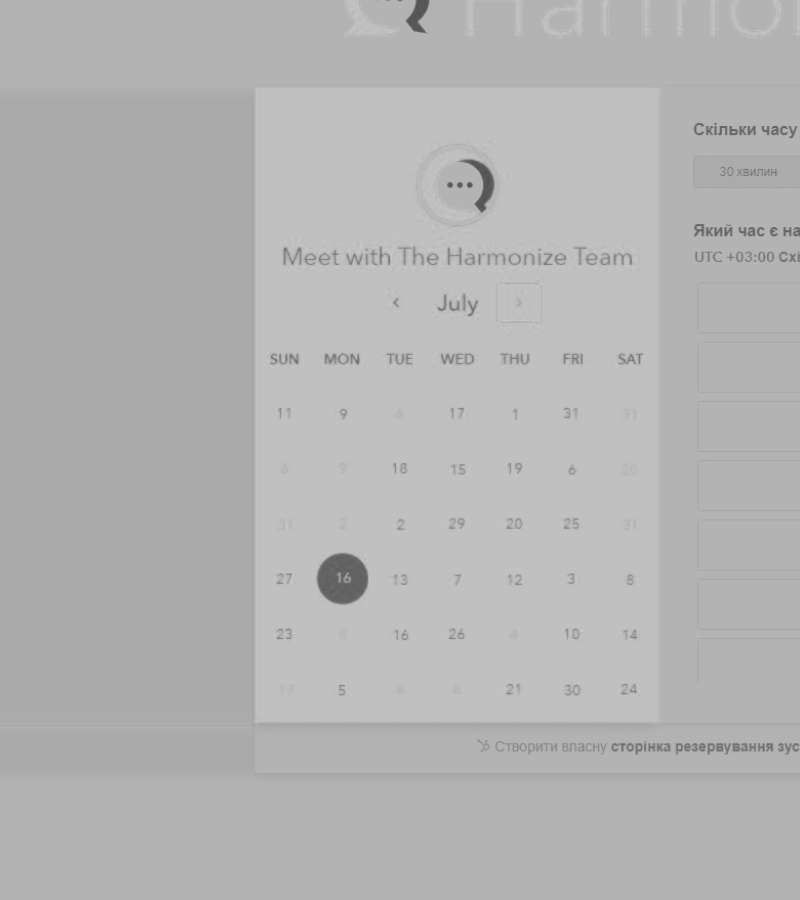 Harmon
Meet with The Harmonize Team
‹ July ›
SUN MON TUE WED THU FRI SAT
11 9 4 17 1 31 31
6 9 18 15 19 6 20
31 2 2 29 20 25 31
27 16 13 7 12 3 8
23 8 16 26 4 10 14
17 5 8 6 21 30 24
Скільки часу
30 хвилин
Який час є на
UTC +03:00 Схі
Створити власну сторінка резервування зус